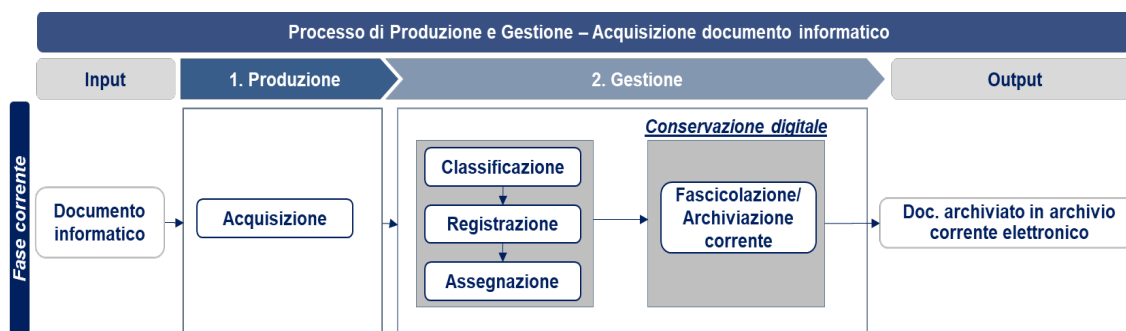 Processo di Produzione e Gestione – Acquisizione documento informatico
Input
1. Produzione
2. Gestione
Output
Fase corrente
Documento
informatico
Acquisizione
Classificazione
Registrazione
Assegnazione
Conservazione digitale
Fascicolazione/
Archiviazione
corrente
Doc. archiviato in archivio
corrente elettronico